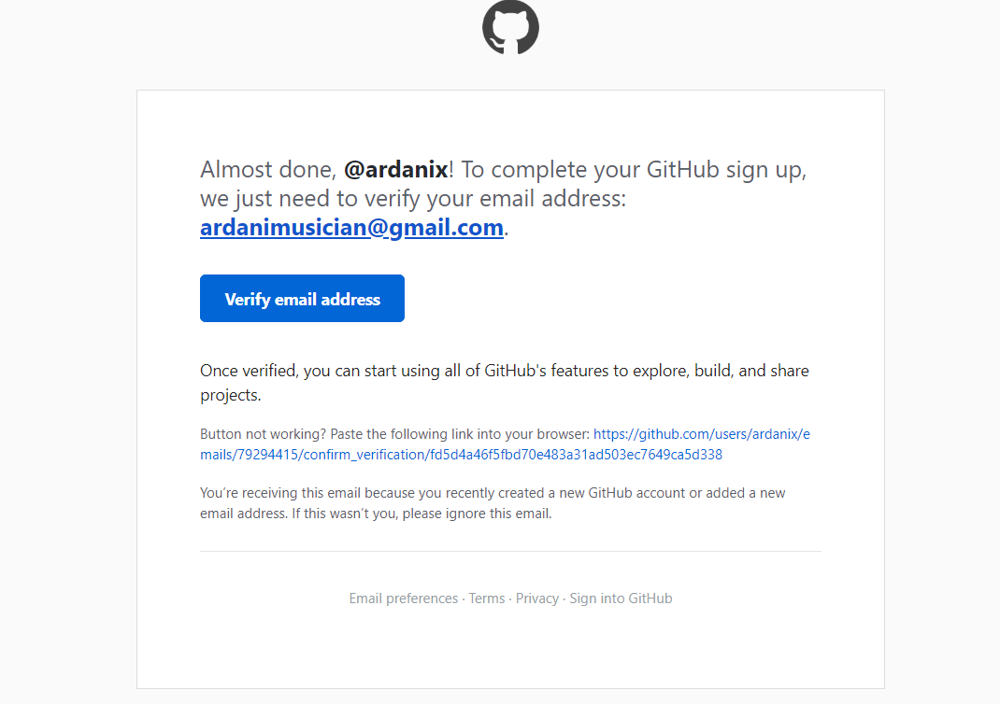 Almost done, @ardanix! To complete your GitHub sign up,
we just need to verify your email address:
ardanimusician@gmail.com.
Verify email address
Once verified, you can start using all of GitHub's features to explore, build, and share
projects.
Button not working? Paste the following link into your browser: https://github.com/users/ardanix/e
mails/79294415/confirm_verification/fd5d4a46f5fbd70e483a31ad503ec7649ca5d338
You’re receiving this email because you recently created a new GitHub account or added a new
email address. If this wasn’t you, please ignore this email.
Email preferences · Terms · Privacy · Sign into GitHub